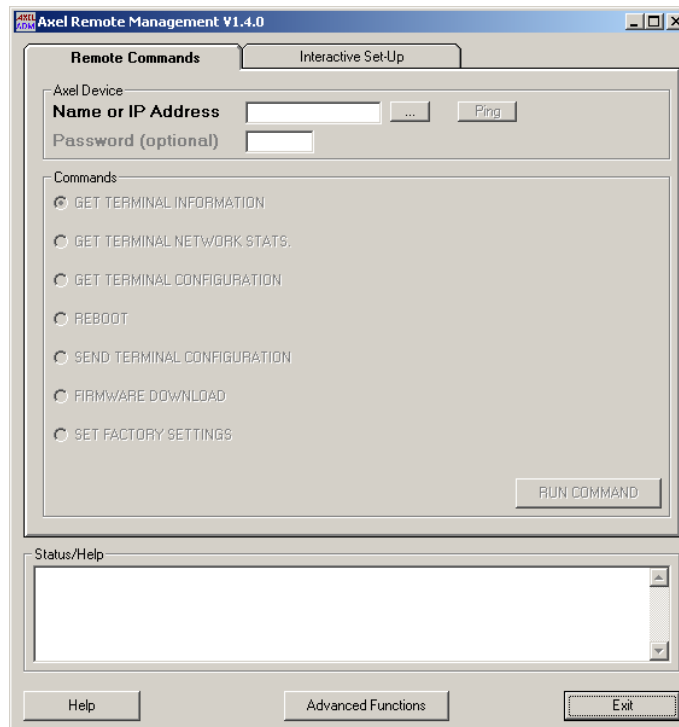 AXEL ADM Axel Remote Management V1.4.0
Remote Commands Interactive Set-Up
Axel Device
Name or IP Address ... Ping
Password (optional)
Commands
GET TERMINAL INFORMATION
GET TERMINAL NETWORK STATS.
GET TERMINAL CONFIGURATION
REBOOT
SEND TERMINAL CONFIGURATION
FIRMWARE DOWNLOAD
SET FACTORY SETTINGS
RUN COMMAND
Status/Help
Help Advanced Functions Exit